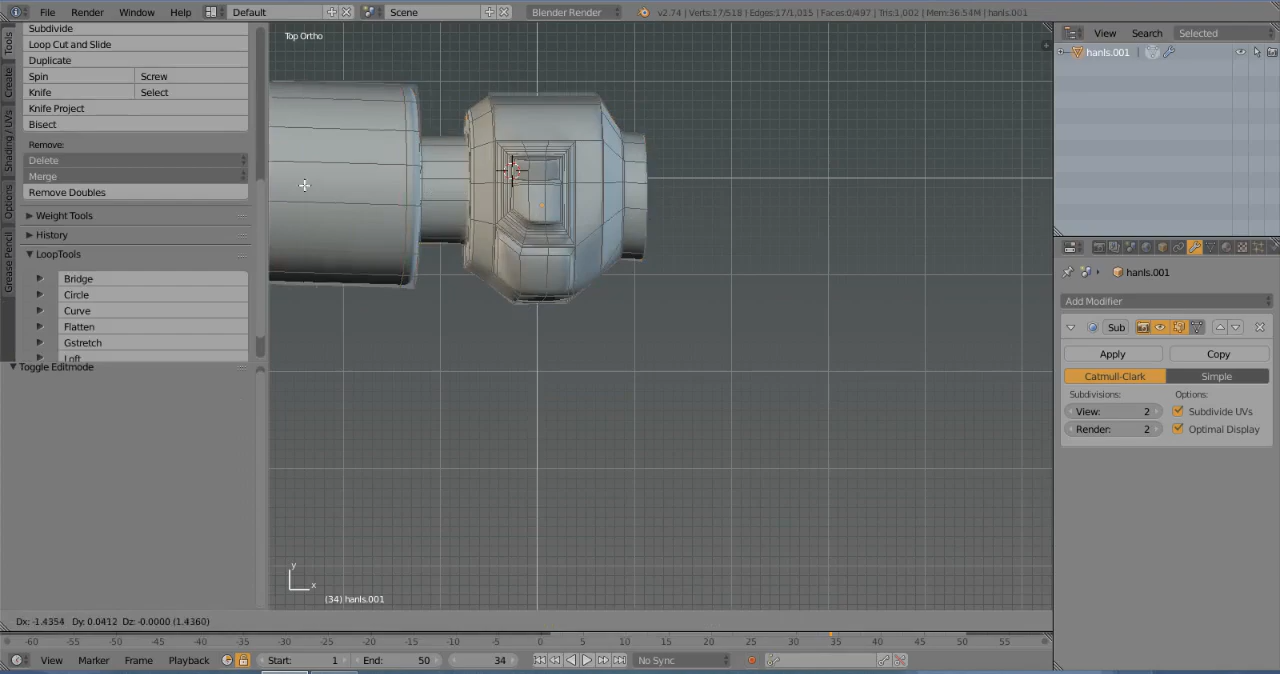 File Render Window Help Default Scene Blender Render v2.74 | Verts:17/518 | Edges:17/1,015 | Faces:0/497 | Tris:1,002 | Mem:36.54M | hanls.001
Tools
Create
Shading / UVs
Options
Grease Pencil
Subdivide
Loop Cut and Slide
Duplicate
Spin Screw
Knife Select
Knife Project
Bisect
Remove:
Delete
Merge
Remove Doubles
Weight Tools
History
LoopTools
Bridge
Circle
Curve
Flatten
Gstretch
Loft
Toggle Editmode
Top Ortho
y
x
(34) hanls.001
Dx: -1.4354 Dy: 0.0412 Dz: -0.0000 (1.4360)
View Search Selected
hanls.001
hanls.001
Add Modifier
Sub
Apply Copy
Catmull-Clark Simple
Subdivisions: Options:
View: 2 Subdivide UVs
Render: 2 Optimal Display
-60 -55 -50 -45 -40 -35 -30 -25 -20 -15 -10 -5 0 5 10 15 20 25 30 35 40 45 50 55 60
View Marker Frame Playback Start: 1 End: 50 34 No Sync